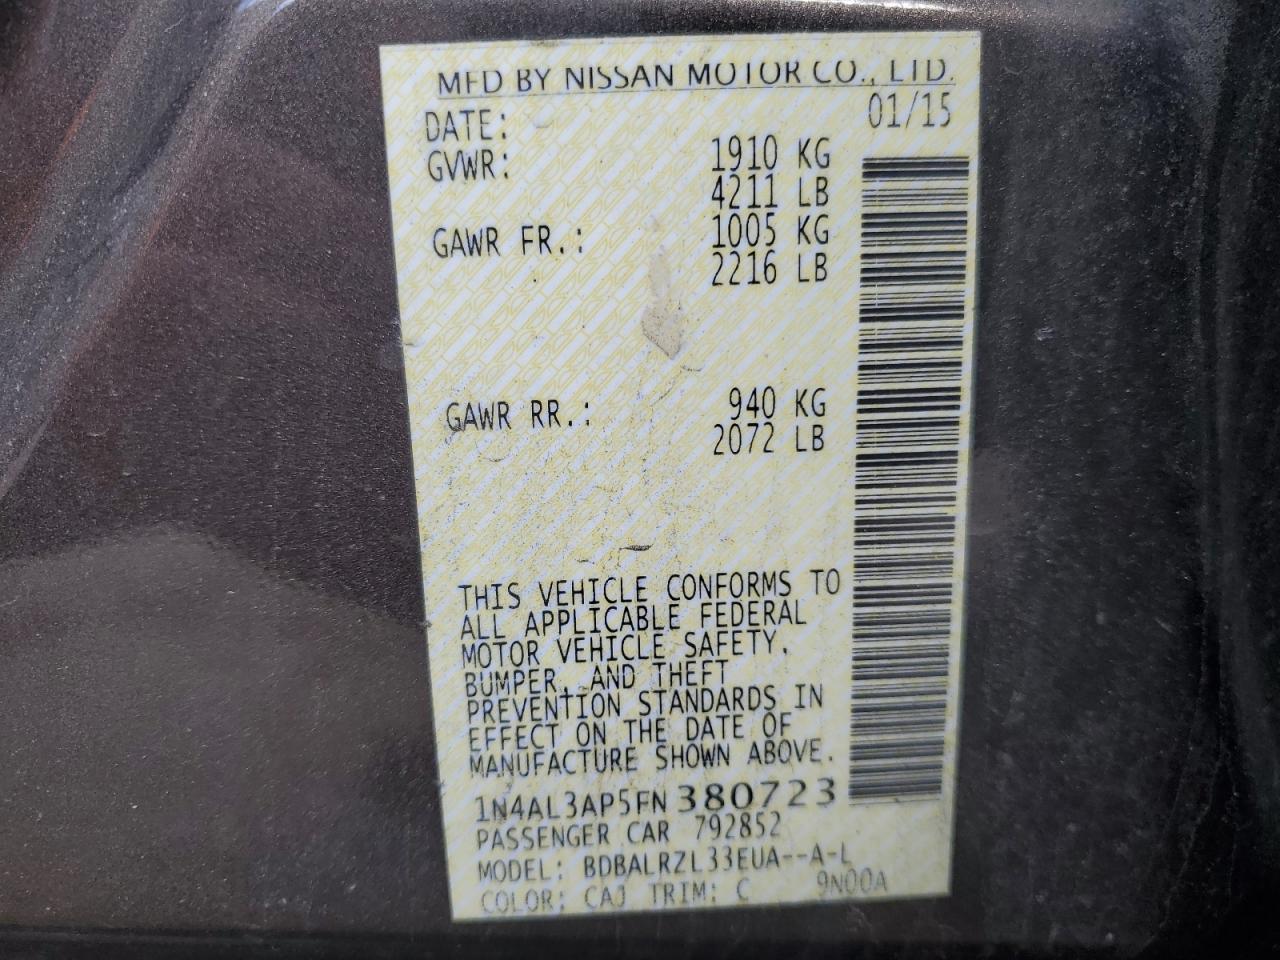 MFD BY NISSAN MOTOR CO., LTD.
DATE: 01/15
GVWR: 1910 KG
4211 LB
GAWR FR.: 1005 KG
2216 LB
GAWR RR.: 940 KG
2072 LB
THIS VEHICLE CONFORMS TO
ALL APPLICABLE FEDERAL
MOTOR VEHICLE SAFETY,
BUMPER, AND THEFT
PREVENTION STANDARDS IN
EFFECT ON THE DATE OF
MANUFACTURE SHOWN ABOVE.
1N4AL3AP5FN380723
PASSENGER CAR 792852
MODEL: BDBALRZL33EUA--A-L
COLOR: CAJ TRIM: C 9N00A